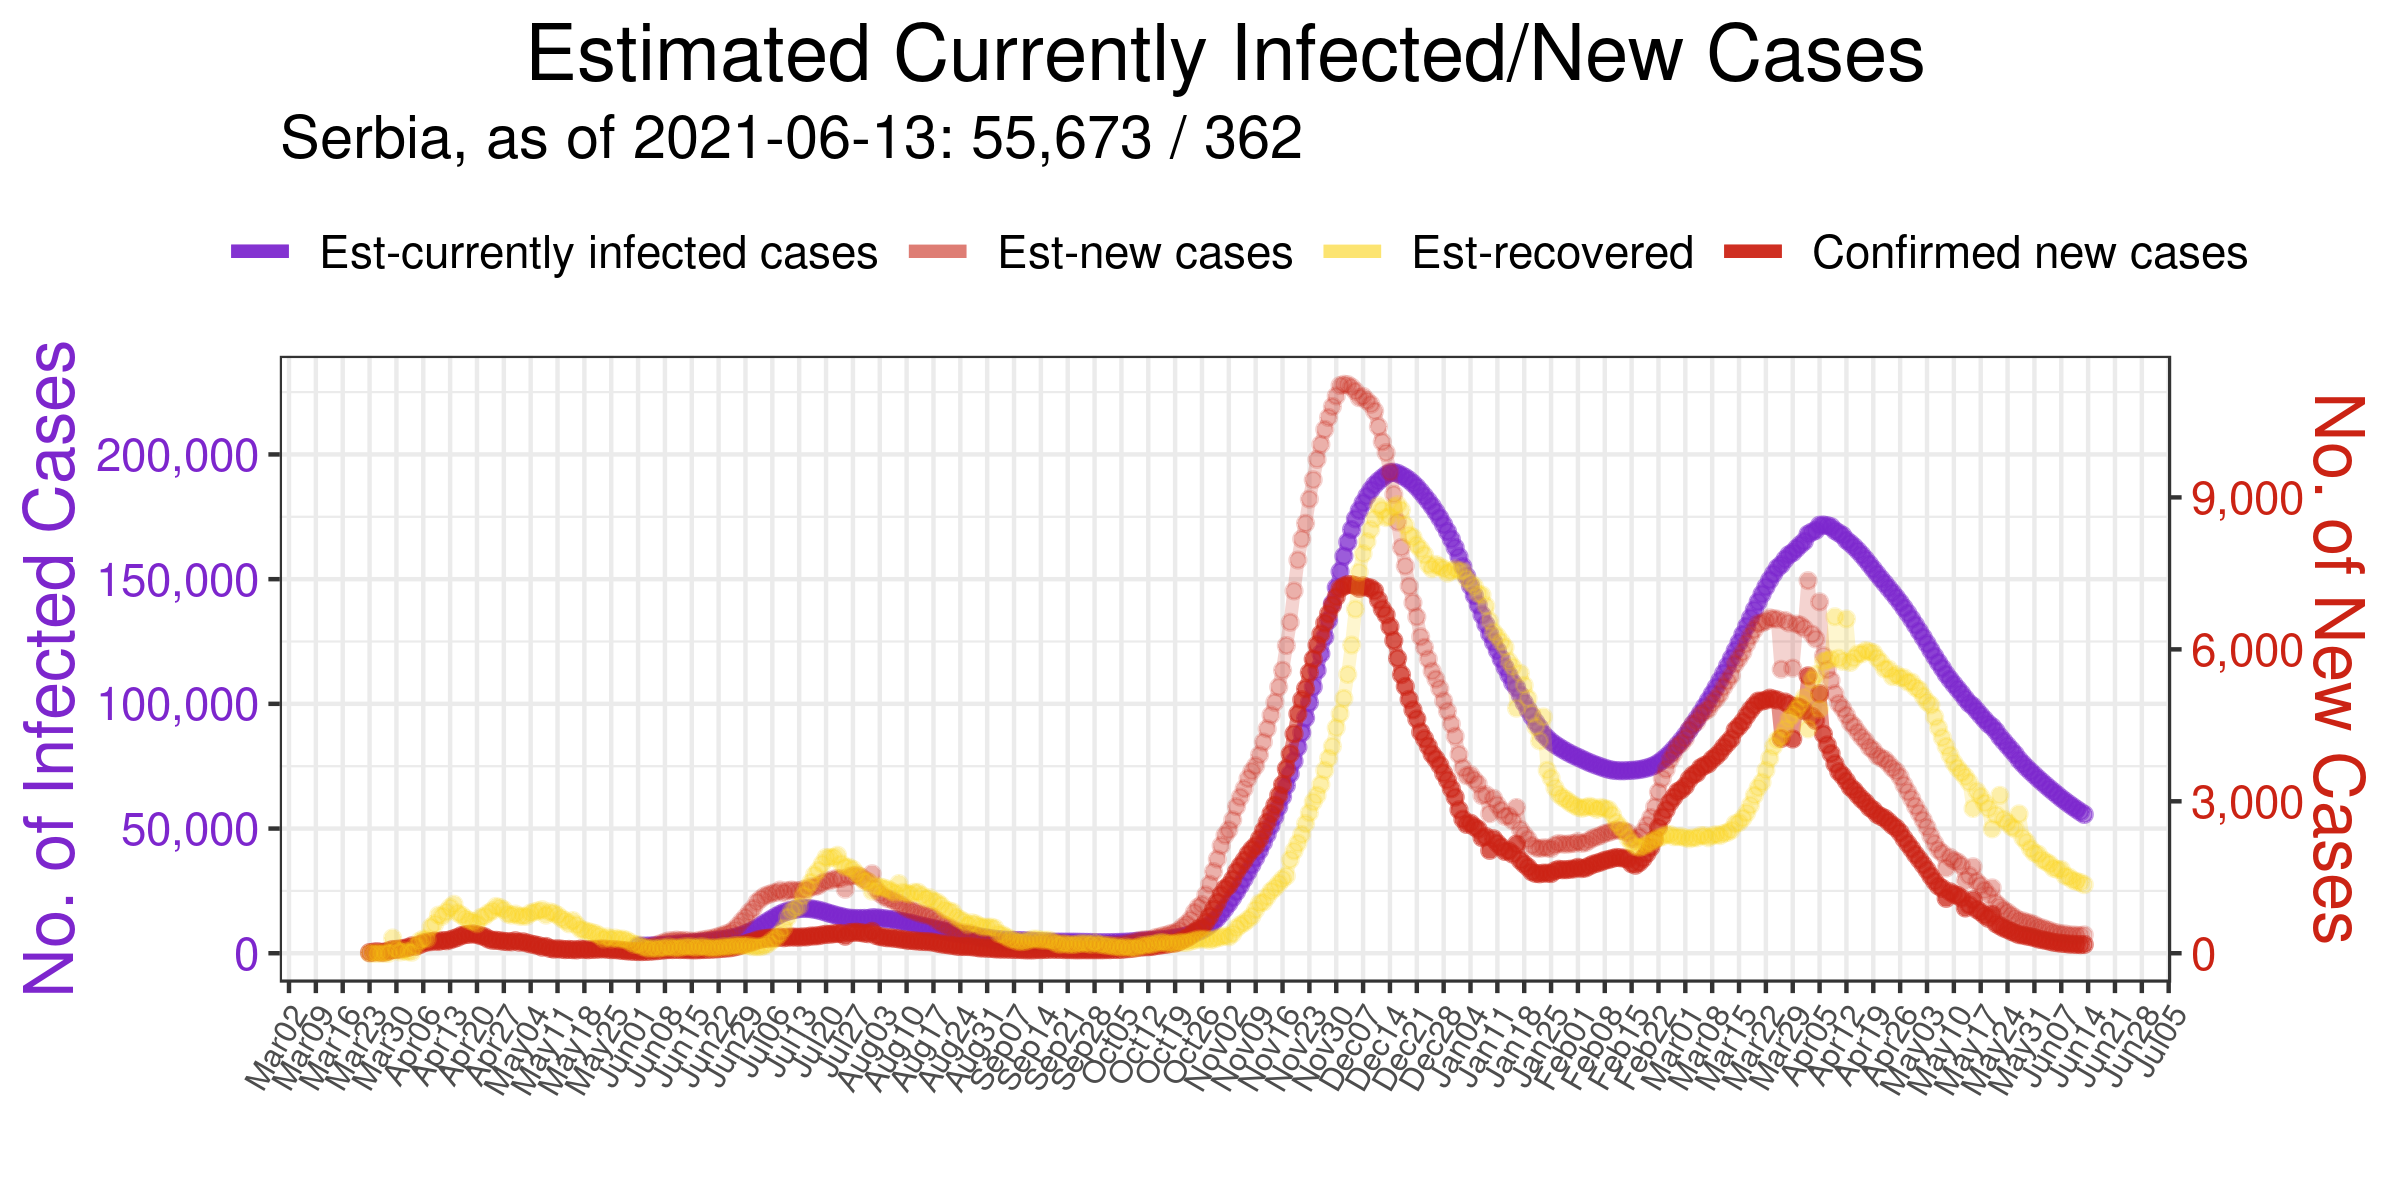 Estimated Currently Infected/New Cases
Serbia, as of 2021-06-13: 55,673 / 362
Est-currently infected cases
Est-new cases
Est-recovered
Confirmed new cases
No. of Infected Cases
200,000
150,000
100,000
50,000
0
9,000
6,000
3,000
0
No. of New Cases
Mar02
Mar09
Mar16
Mar23
Mar30
Apr06
Apr13
Apr20
Apr27
May04
May11
May18
May25
Jun01
Jun08
Jun15
Jun22
Jun29
Jul06
Jul13
Jul20
Jul27
Aug03
Aug10
Aug17
Aug24
Aug31
Sep07
Sep14
Sep21
Sep28
Oct05
Oct12
Oct19
Oct26
Nov02
Nov09
Nov16
Nov23
Nov30
Dec07
Dec14
Dec21
Dec28
Jan04
Jan11
Jan18
Jan25
Feb01
Feb08
Feb15
Feb22
Mar01
Mar08
Mar15
Mar22
Mar29
Apr05
Apr12
Apr19
Apr26
May03
May10
May17
May24
May31
Jun07
Jun14
Jun21
Jun28
Jul05